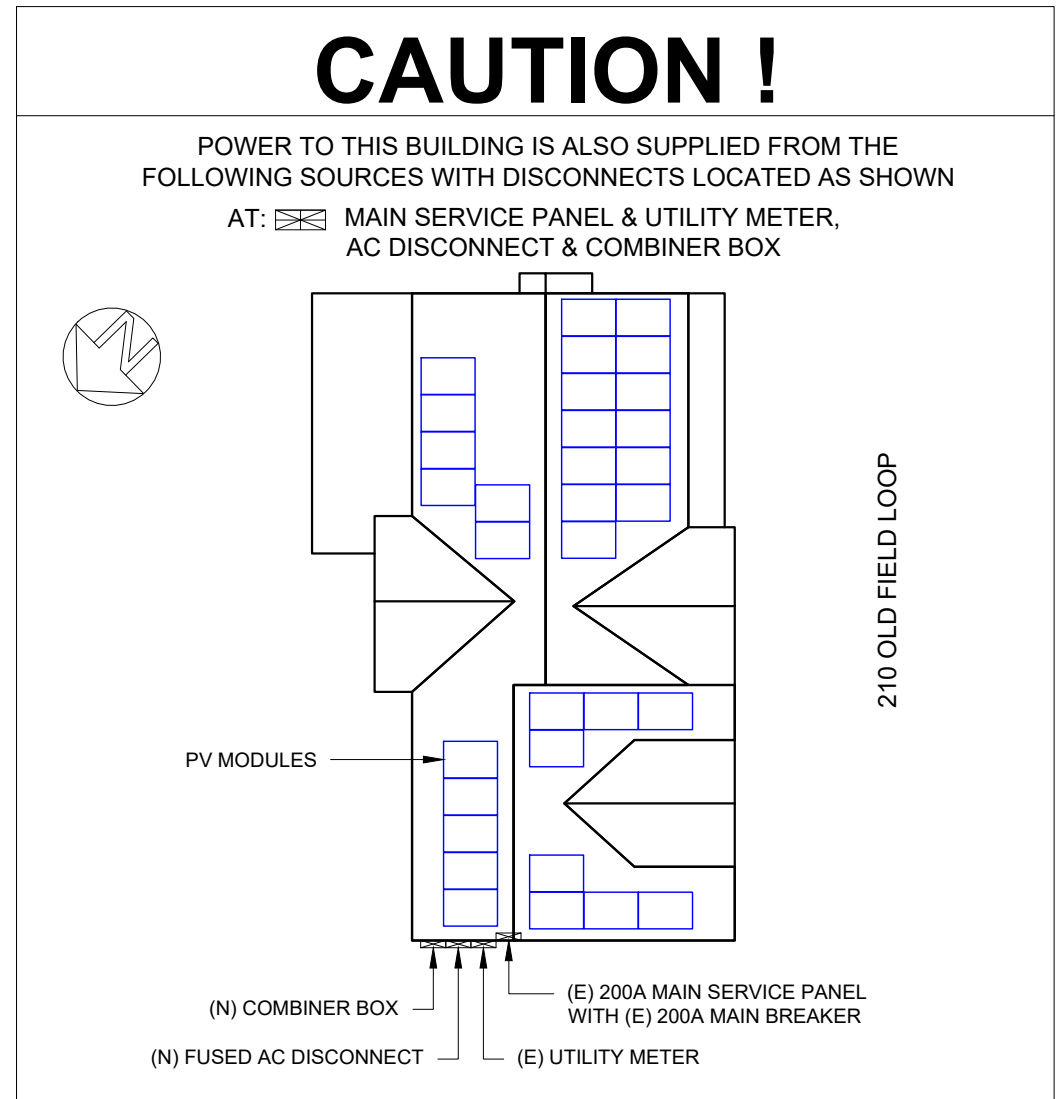 CAUTION !
POWER TO THIS BUILDING IS ALSO SUPPLIED FROM THE
FOLLOWING SOURCES WITH DISCONNECTS LOCATED AS SHOWN
AT: MAIN SERVICE PANEL & UTILITY METER,
AC DISCONNECT & COMBINER BOX
N
210 OLD FIELD LOOP
PV MODULES
(N) COMBINER BOX
(E) 200A MAIN SERVICE PANEL
WITH (E) 200A MAIN BREAKER
(N) FUSED AC DISCONNECT
(E) UTILITY METER